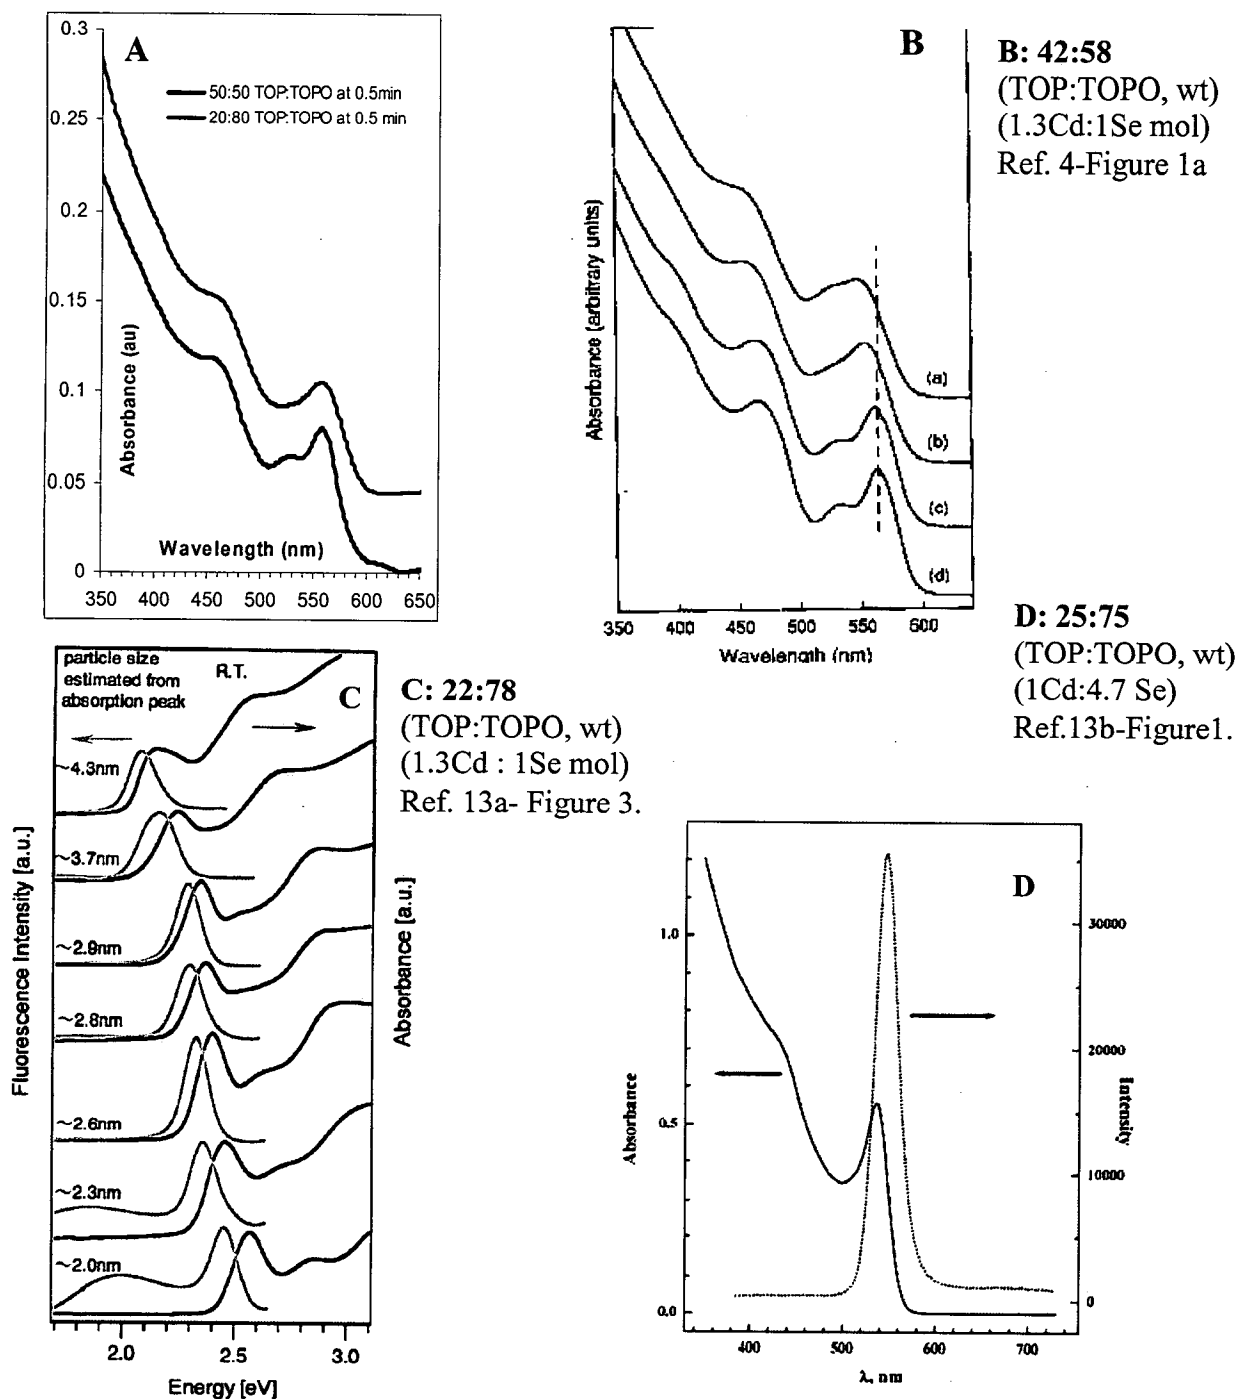 A
50:50 TOP:TOPO at 0.5min
20:80 TOP:TOPO at 0.5 min
0.3
0.25
0.2
0.15
0.1
0.05
0
Absorbance (au)
Wavelength (nm)
350 400 450 500 550 600 650
B
Absorbance (arbitrary units)
(a)
(b)
(c)
(d)
350 400 450 500 550 600
Wavelength (nm)
B: 42:58
(TOP:TOPO, wt)
(1.3Cd:1Se mol)
Ref. 4-Figure 1a
particle size
estimated from
absorption peak
R.T.
C
~4.3nm
~3.7nm
~2.9nm
~2.8nm
~2.6nm
~2.3nm
~2.0nm
Fluorescence Intensity [a.u.]
Absorbance [a.u.]
2.0 2.5 3.0
Energy [eV]
C: 22:78
(TOP:TOPO, wt)
(1.3Cd : 1Se mol)
Ref. 13a- Figure 3.
D: 25:75
(TOP:TOPO, wt)
(1Cd:4.7 Se)
Ref.13b-Figure1.
D
1.0
0.5
0.0
Absorbance
30000
20000
10000
0
Intensity
400 500 600 700
λ, nm